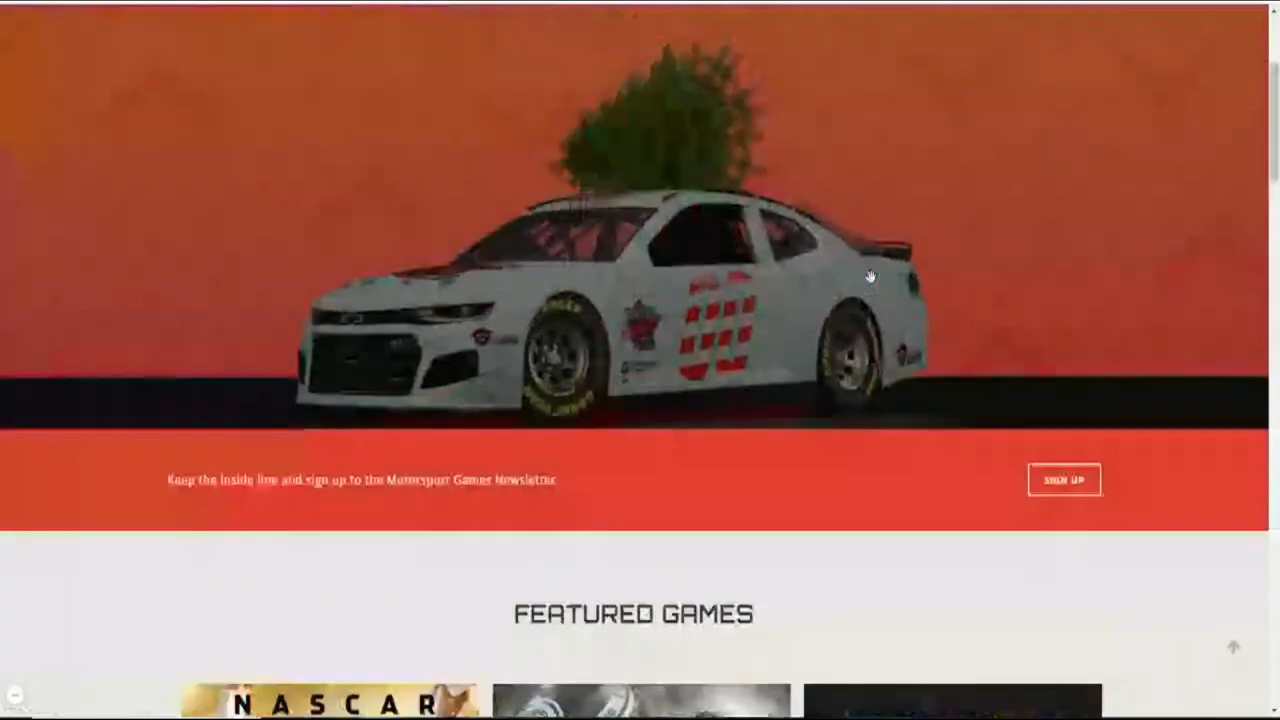 Keep the inside line and sign up to the Motorsport Games Newsletter
SIGN UP
FEATURED GAMES
NASCAR